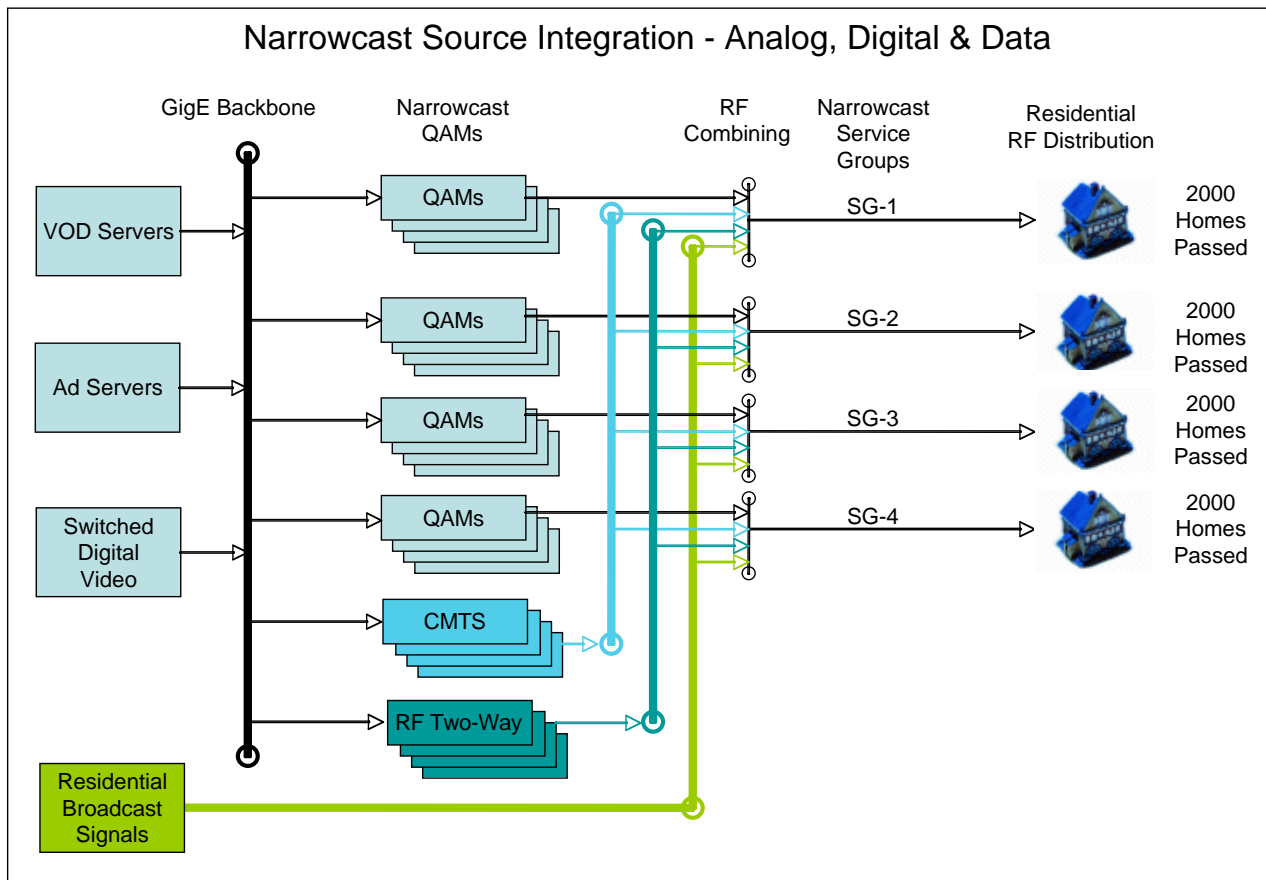 Narrowcast Source Integration - Analog, Digital & Data
GigE Backbone
Narrowcast
QAMs
RF
Combining
Narrowcast
Service
Groups
Residential
RF Distribution
VOD Servers
QAMs
SG-1
2000
Homes
Passed
Ad Servers
QAMs
SG-2
2000
Homes
Passed
QAMs
SG-3
2000
Homes
Passed
Switched
Digital
Video
QAMs
SG-4
2000
Homes
Passed
CMTS
RF Two-Way
Residential
Broadcast
Signals